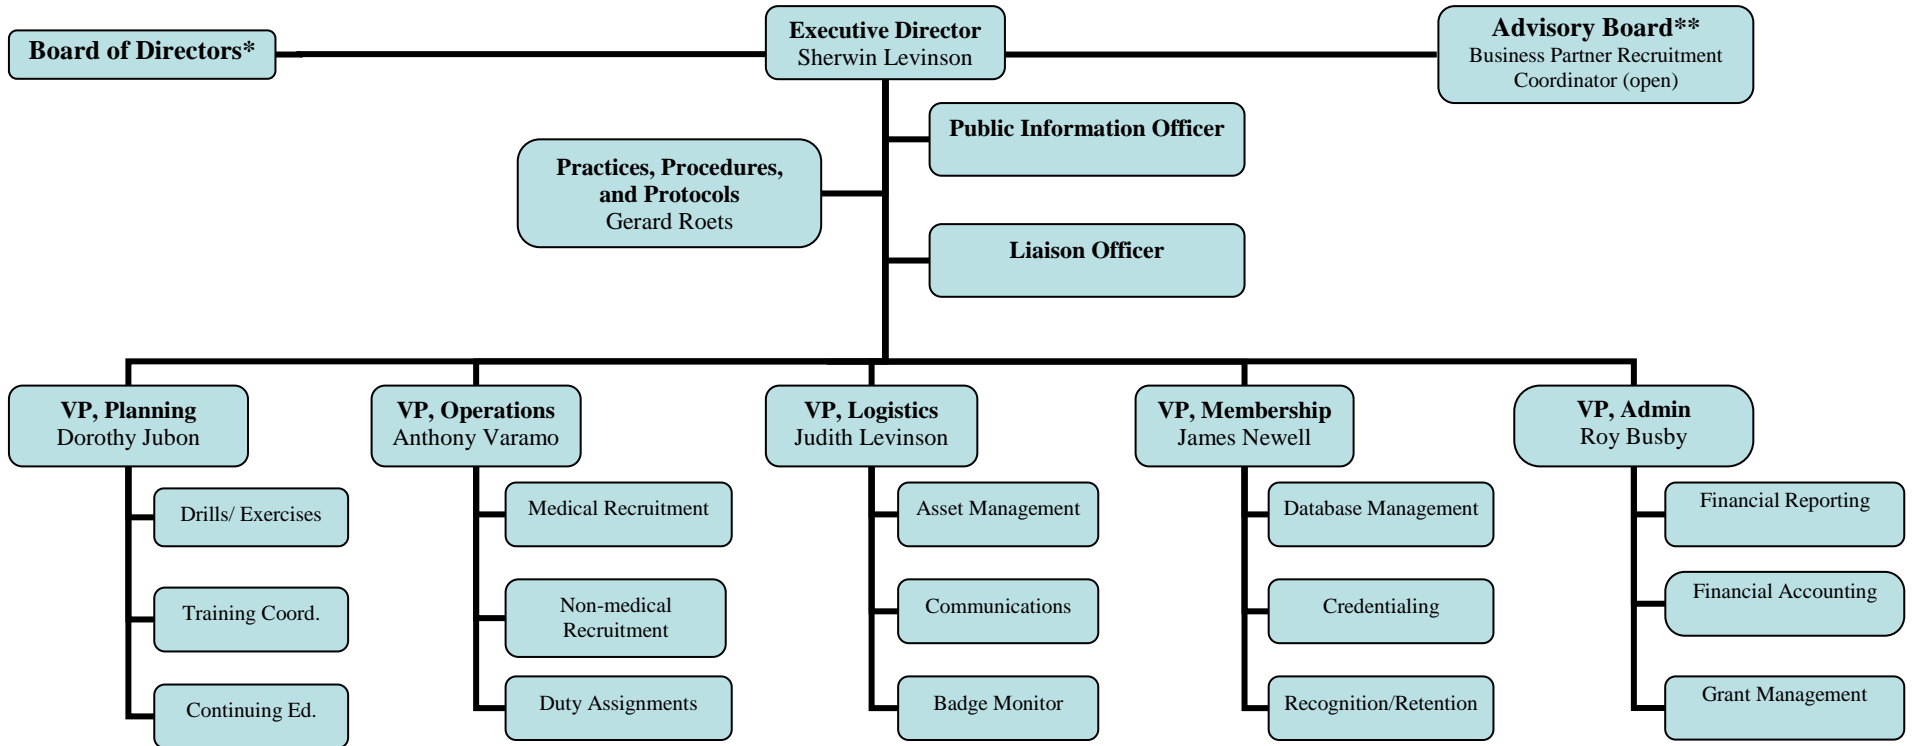 Board of Directors*
Executive Director
Sherwin Levinson
Advisory Board**
Business Partner Recruitment
Coordinator (open)
Public Information Officer
Practices, Procedures,
and Protocols
Gerard Roets
Liaison Officer
VP, Planning
Dorothy Jubon
VP, Operations
Anthony Varamo
VP, Logistics
Judith Levinson
VP, Membership
James Newell
VP, Admin
Roy Busby
Drills/ Exercises
Training Coord.
Continuing Ed.
Medical Recruitment
Non-medical
Recruitment
Duty Assignments
Asset Management
Communications
Badge Monitor
Database Management
Credentialing
Recognition/Retention
Financial Reporting
Financial Accounting
Grant Management